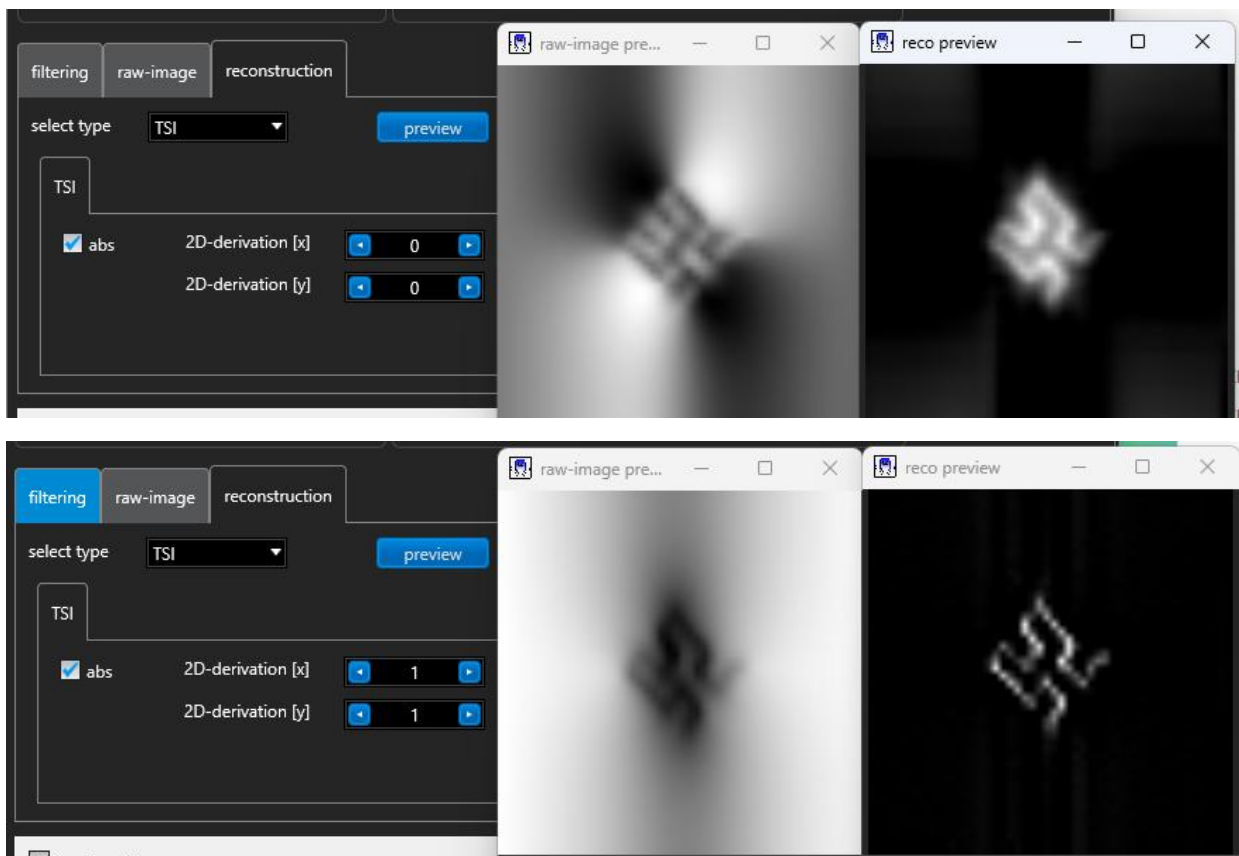 raw-image pre...
reco preview
filtering
raw-image
reconstruction
select type
TSI
preview
TSI
abs
2D-derivation [x]
0
2D-derivation [y]
0
raw-image pre...
reco preview
filtering
raw-image
reconstruction
select type
TSI
preview
TSI
abs
2D-derivation [x]
1
2D-derivation [y]
1